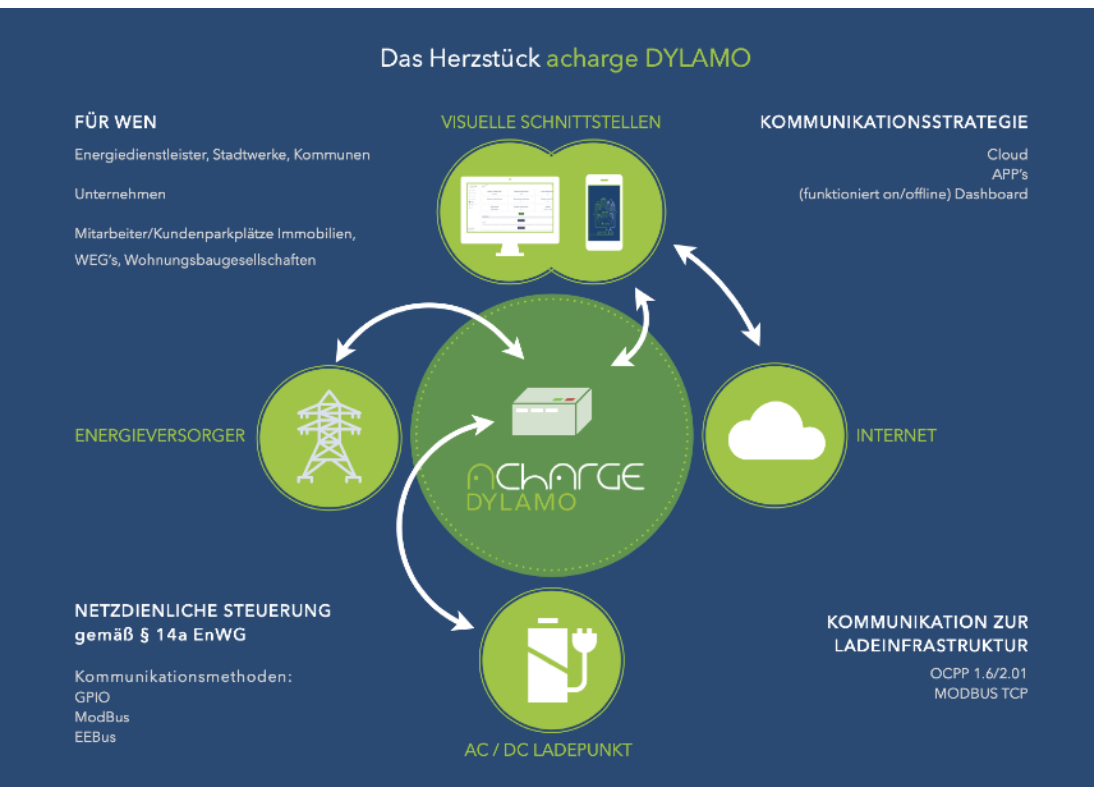 Das Herzstück acharge DYLAMO
FÜR WEN
Energiedienstleister, Stadtwerke, Kommunen
Unternehmen
Mitarbeiter/Kundenparkplätze Immobilien,
WEG's, Wohnungsbaugesellschaften
VISUELLE SCHNITTSTELLEN
KOMMUNIKATIONSSTRATEGIE
Cloud
APP's
(funktioniert on/offline) Dashboard
ENERGIEVERSORGER
ACHARGE
DYLAMO
INTERNET
NETZDIENLICHE STEUERUNG
gemäß § 14a EnWG
Kommunikationsmethoden:
GPIO
ModBus
EEBus
AC / DC LADEPUNKT
KOMMUNIKATION ZUR
LADEINFRASTRUKTUR
OCPP 1.6/2.01
MODBUS TCP